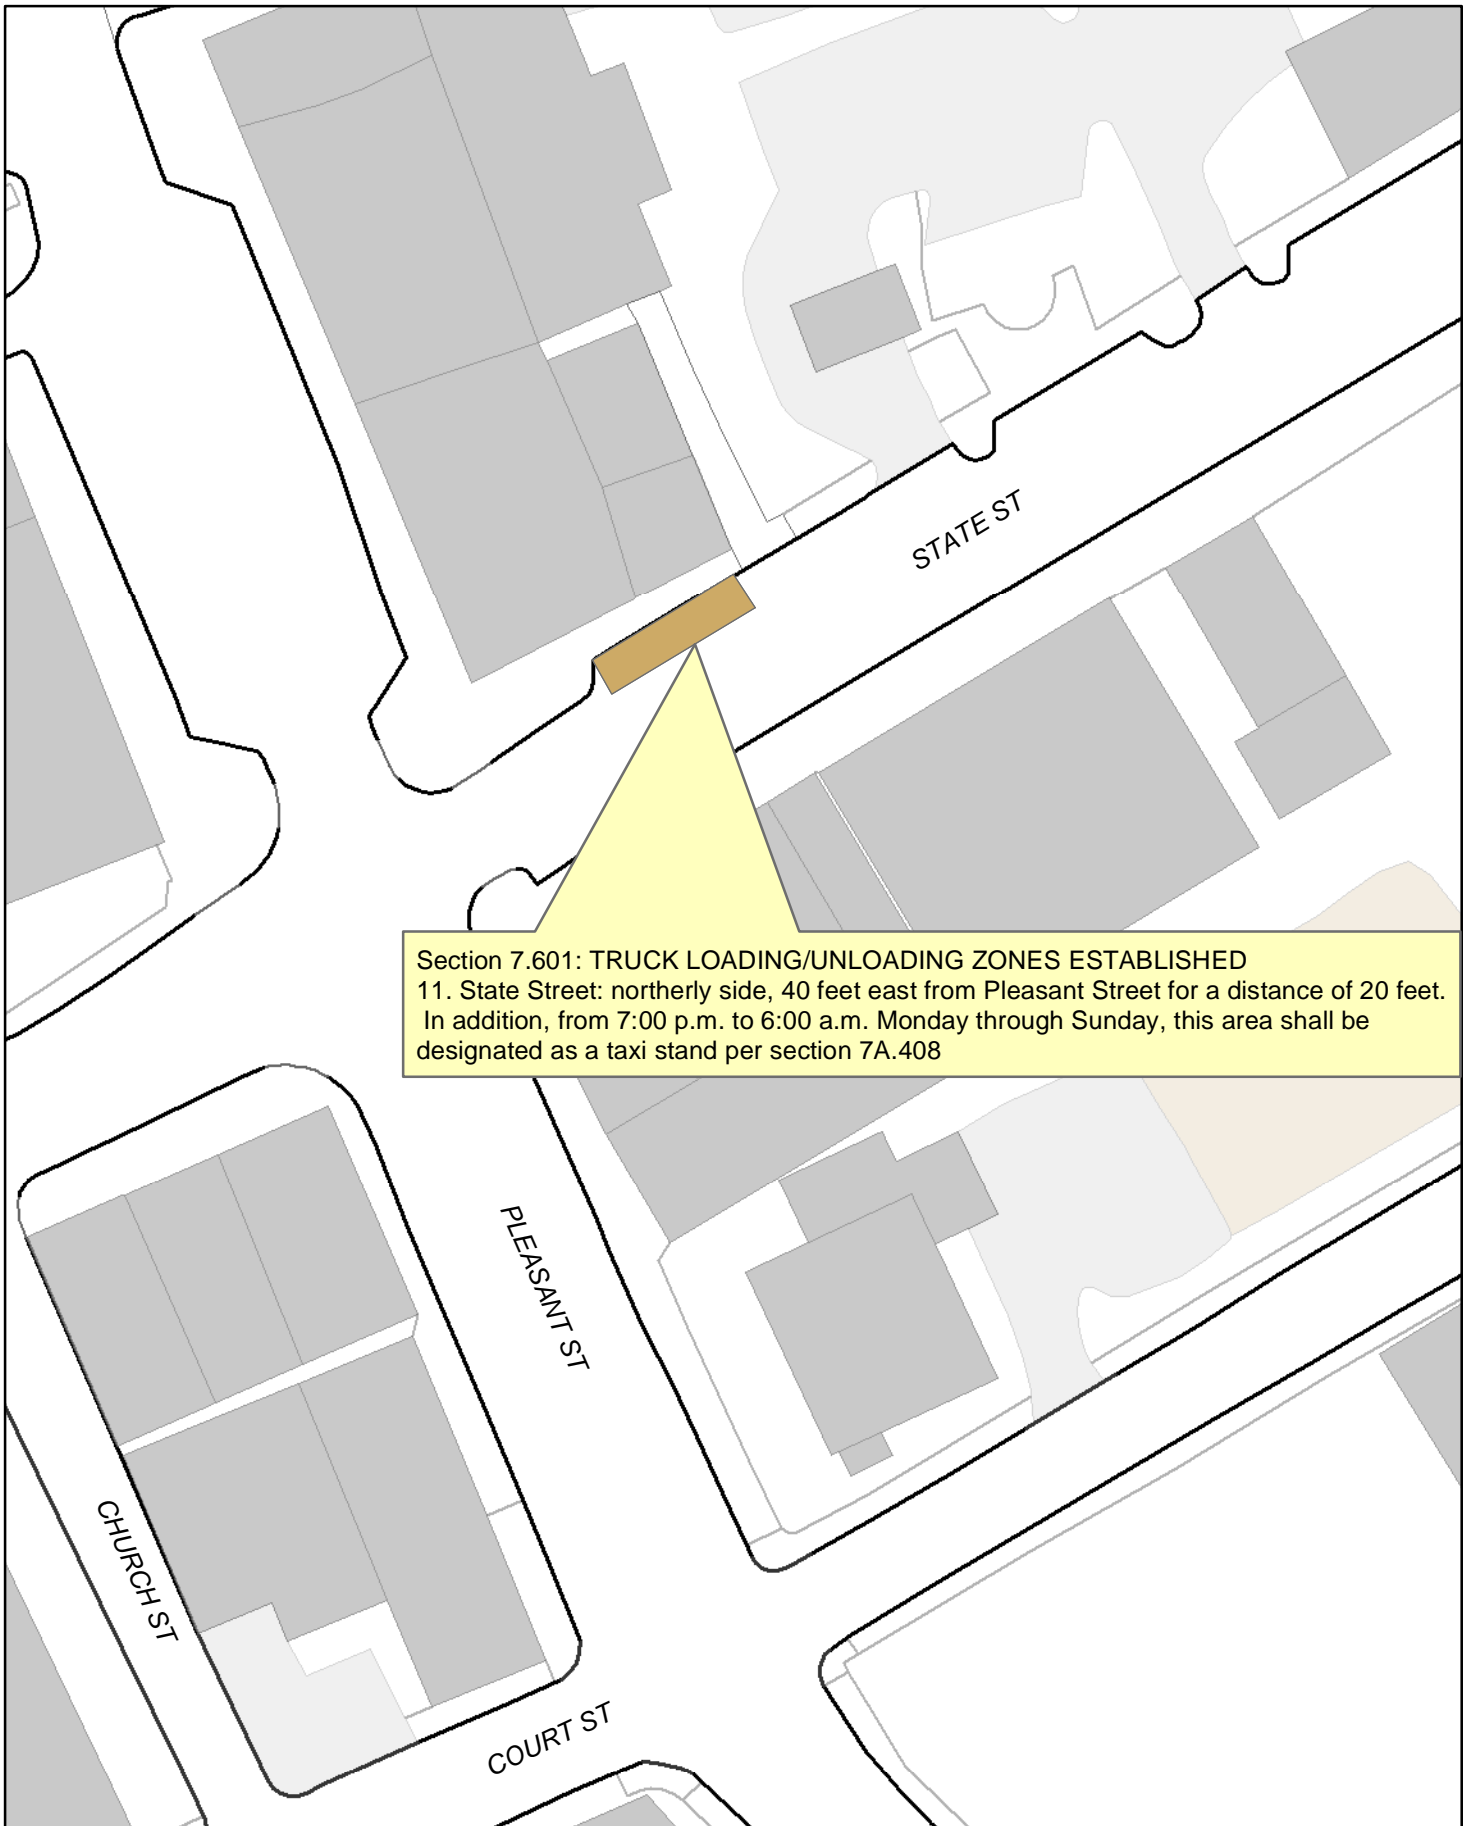 STATE ST
Section 7.601: TRUCK LOADING/UNLOADING ZONES ESTABLISHED
11. State Street: northerly side, 40 feet east from Pleasant Street for a distance of 20 feet.
In addition, from 7:00 p.m. to 6:00 a.m. Monday through Sunday, this area shall be
designated as a taxi stand per section 7A.408
PLEASANT ST
CHURCH ST
COURT ST